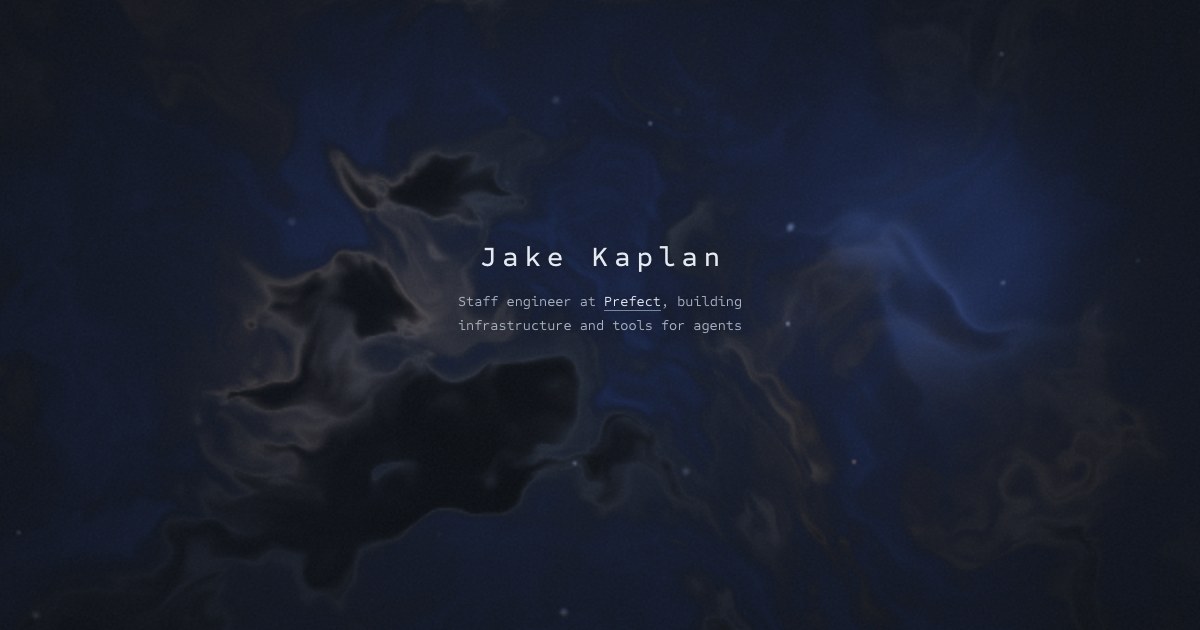 Jake Kaplan
Staff engineer at Prefect, building
infrastructure and tools for agents